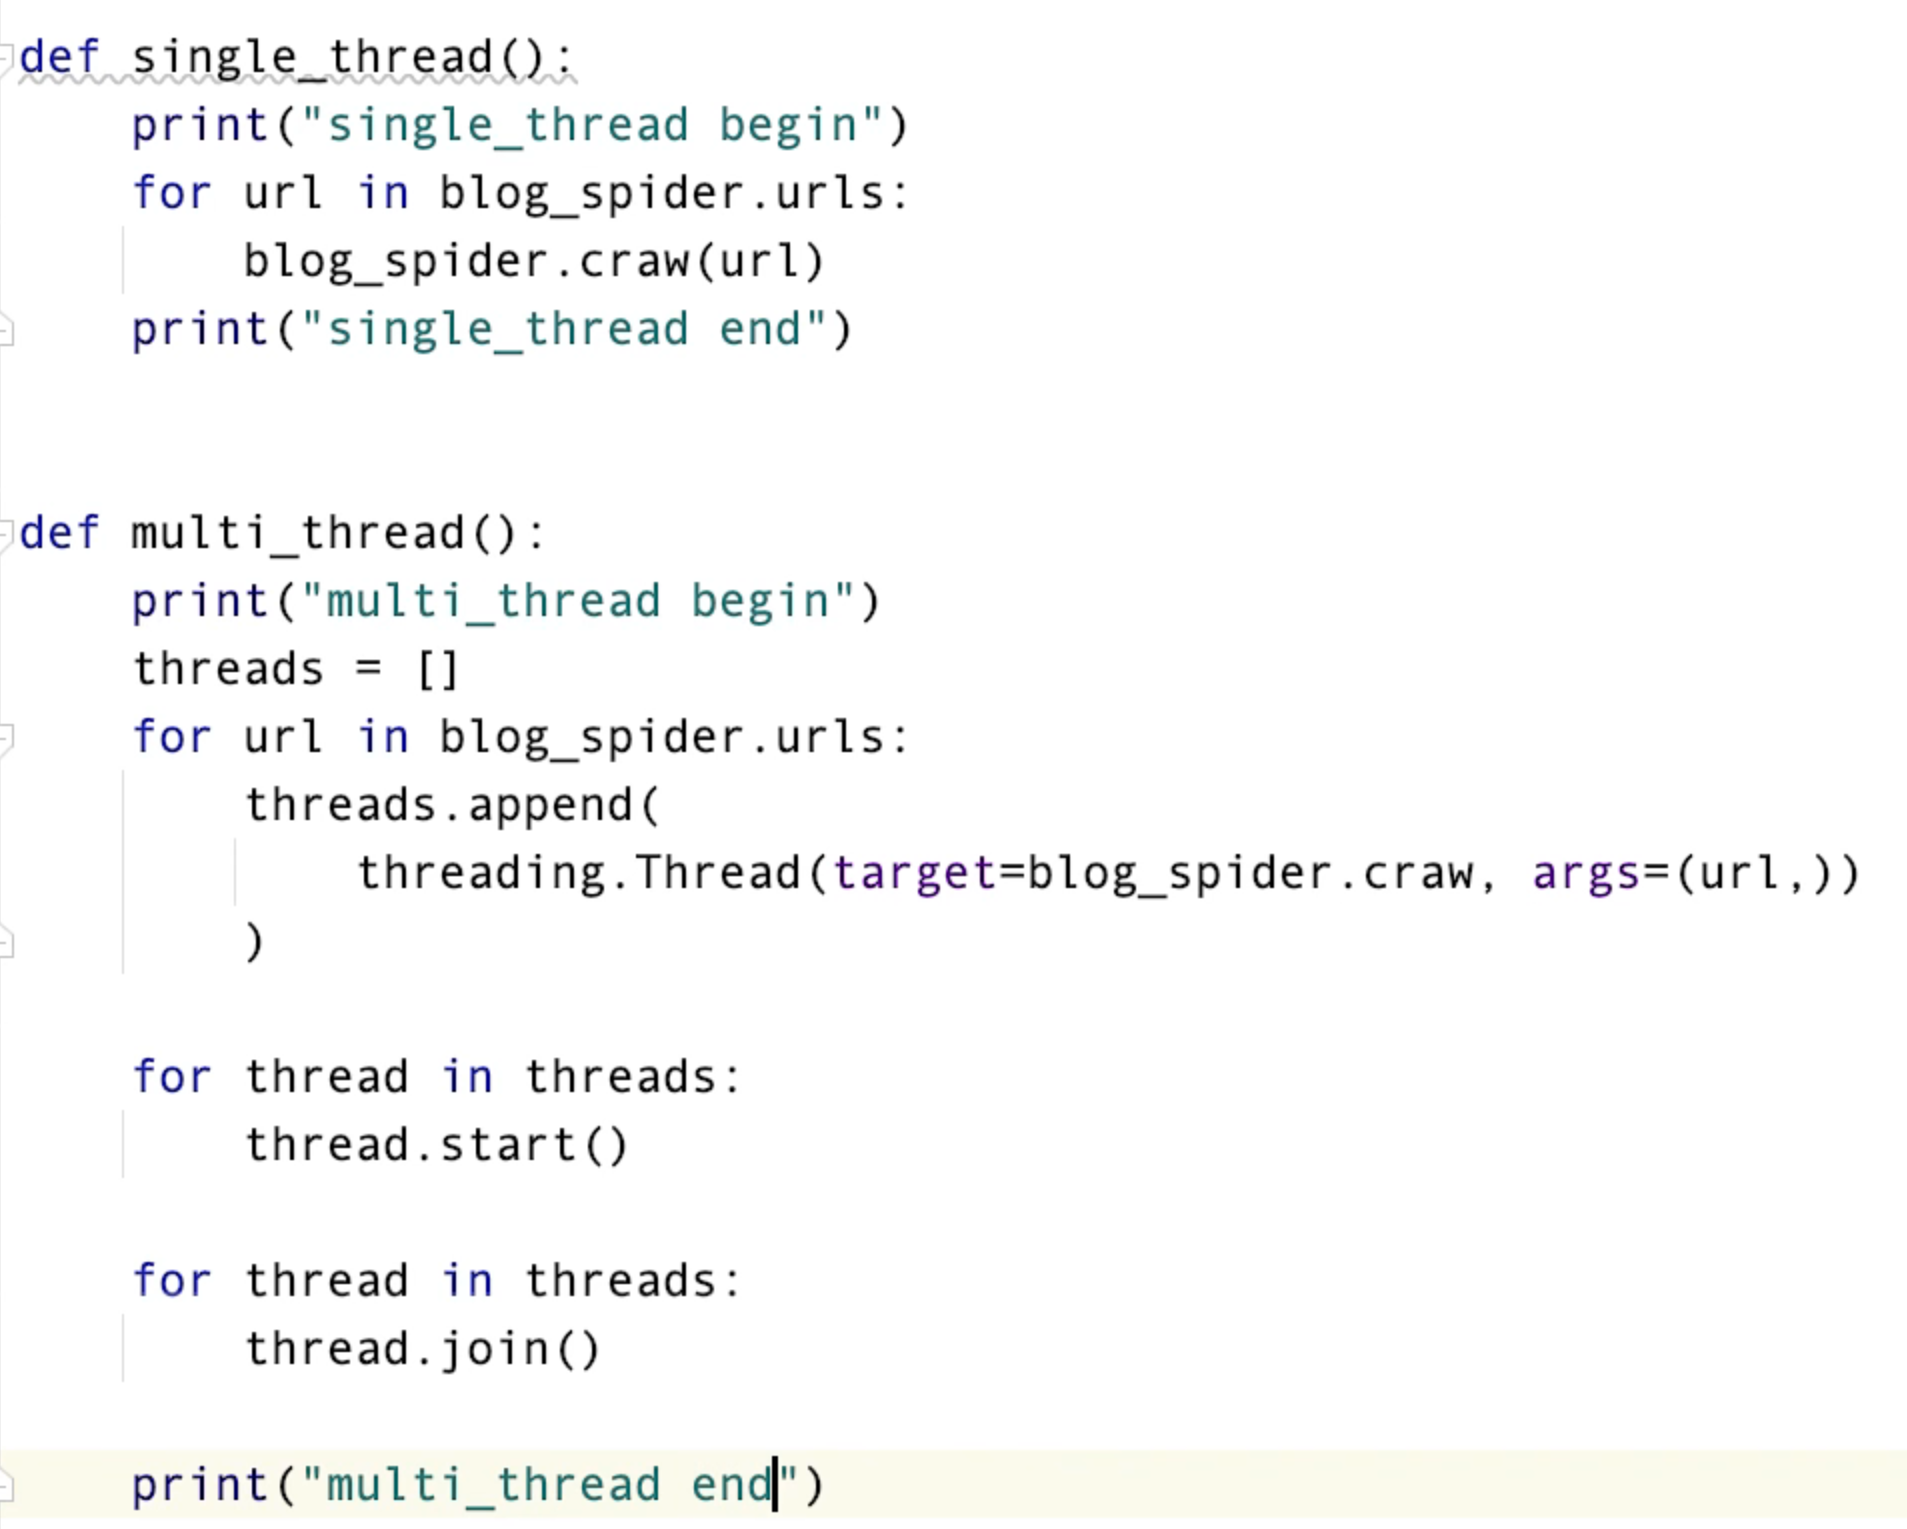 def single_thread():
    print("single_thread begin")
    for url in blog_spider.urls:
        blog_spider.craw(url)
    print("single_thread end")
def multi_thread():
    print("multi_thread begin")
    threads = []
    for url in blog_spider.urls:
        threads.append(
            threading.Thread(target=blog_spider.craw, args=(url,))
        )
    for thread in threads:
        thread.start()
    for thread in threads:
        thread.join()
    print("multi_thread end")